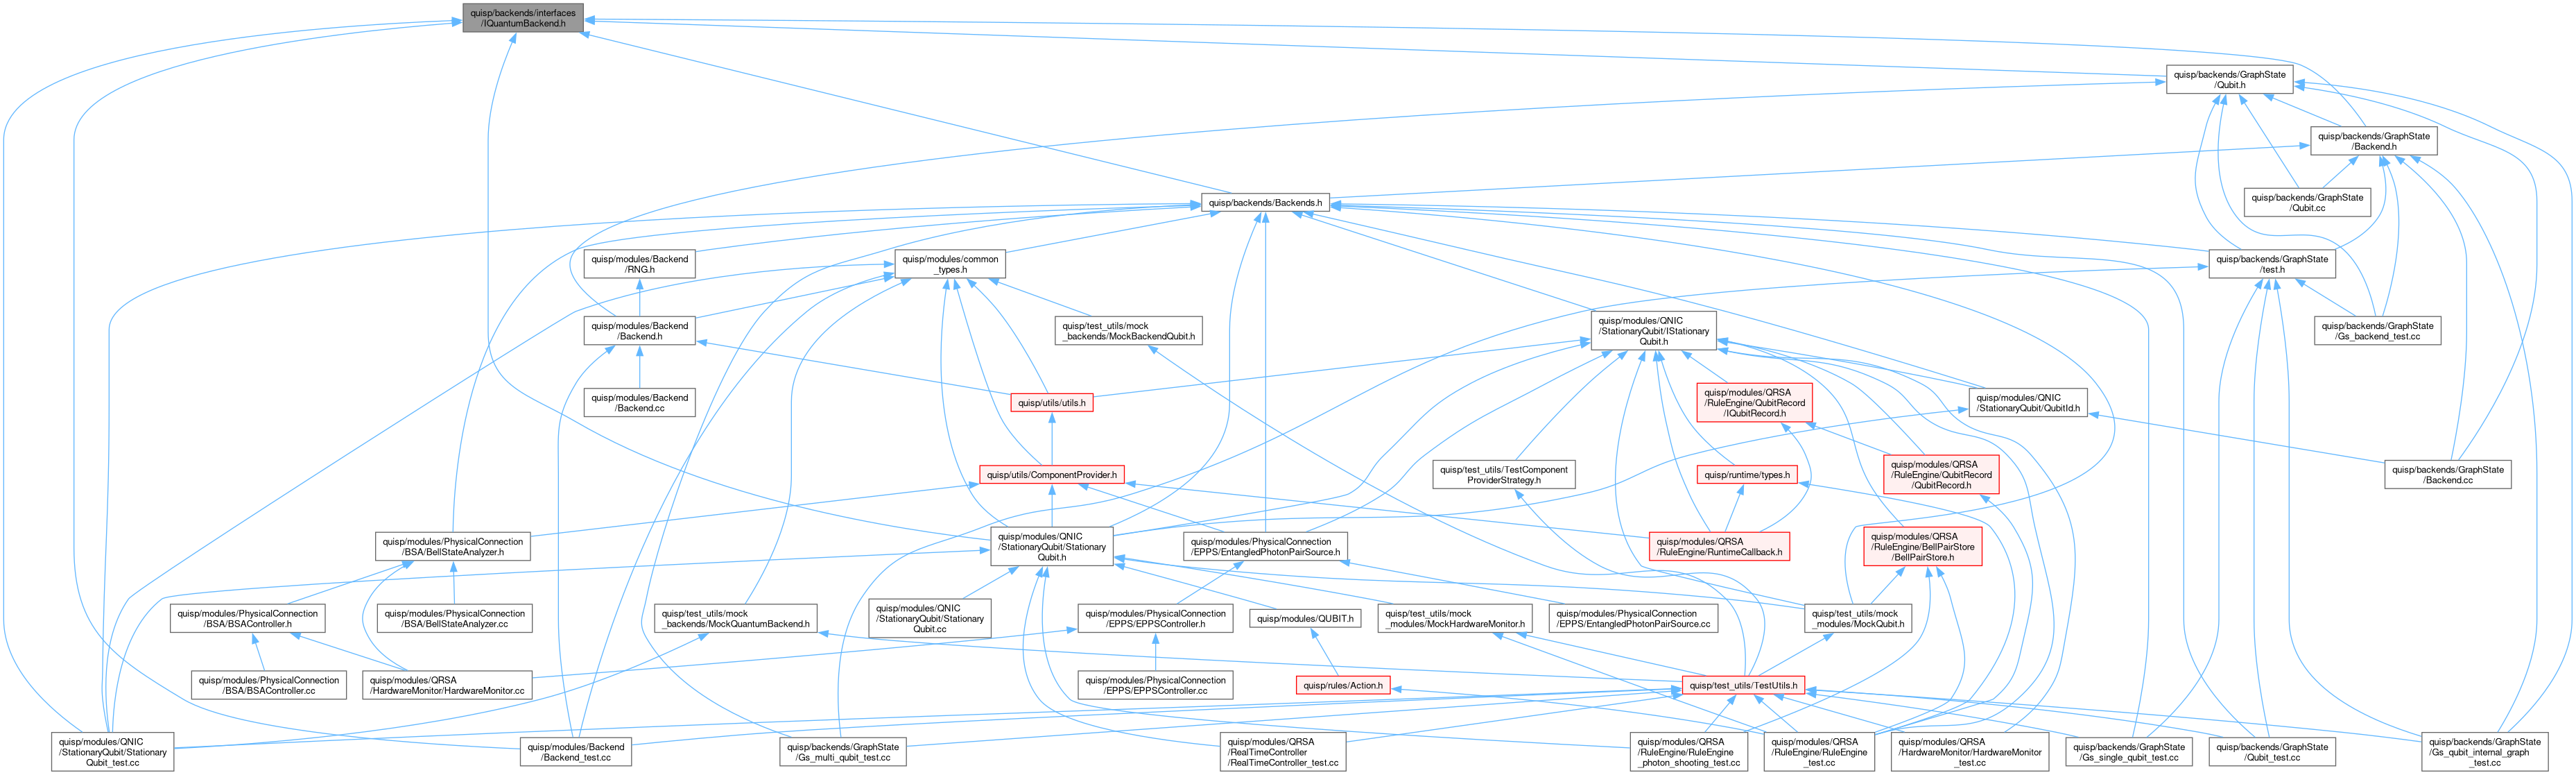 quisp/backends/interfaces
/IQuantumBackend.h
quisp/backends/GraphState
/Qubit.h
quisp/backends/GraphState
/Backend.h
quisp/backends/GraphState
/Qubit.cc
quisp/backends/Backends.h
quisp/modules/Backend
/RNG.h
quisp/modules/common
_types.h
quisp/backends/GraphState
/test.h
quisp/modules/Backend
/Backend.h
quisp/test_utils/mock
_backends/MockBackendQubit.h
quisp/modules/QNIC
/StationaryQubit/IStationary
Qubit.h
quisp/backends/GraphState
/Gs_backend_test.cc
quisp/modules/Backend
/Backend.cc
quisp/utils/utils.h
quisp/modules/QRSA
/RuleEngine/QubitRecord
/IQubitRecord.h
quisp/modules/QNIC
/StationaryQubit/QubitId.h
quisp/utils/ComponentProvider.h
quisp/test_utils/TestComponent
ProviderStrategy.h
quisp/runtime/types.h
quisp/modules/QRSA
/RuleEngine/QubitRecord
/QubitRecord.h
quisp/backends/GraphState
/Backend.cc
quisp/modules/PhysicalConnection
/BSA/BellStateAnalyzer.h
quisp/modules/QNIC
/StationaryQubit/Stationary
Qubit.h
quisp/modules/PhysicalConnection
/EPPS/EntangledPhotonPairSource.h
quisp/modules/QRSA
/RuleEngine/RuntimeCallback.h
quisp/modules/QRSA
/RuleEngine/BellPairStore
/BellPairStore.h
quisp/modules/PhysicalConnection
/BSA/BSAController.h
quisp/modules/PhysicalConnection
/BSA/BellStateAnalyzer.cc
quisp/test_utils/mock
_backends/MockQuantumBackend.h
quisp/modules/QNIC
/StationaryQubit/Stationary
Qubit.cc
quisp/modules/PhysicalConnection
/EPPS/EPPSController.h
quisp/modules/QUBIT.h
quisp/test_utils/mock
_modules/MockHardwareMonitor.h
quisp/modules/PhysicalConnection
/EPPS/EntangledPhotonPairSource.cc
quisp/test_utils/mock
_modules/MockQubit.h
quisp/modules/PhysicalConnection
/BSA/BSAController.cc
quisp/modules/QRSA
/HardwareMonitor/HardwareMonitor.cc
quisp/modules/PhysicalConnection
/EPPS/EPPSController.cc
quisp/rules/Action.h
quisp/test_utils/TestUtils.h
quisp/modules/QNIC
/StationaryQubit/Stationary
Qubit_test.cc
quisp/modules/Backend
/Backend_test.cc
quisp/backends/GraphState
/Gs_multi_qubit_test.cc
quisp/modules/QRSA
/RealTimeController
/RealTimeController_test.cc
quisp/modules/QRSA
/RuleEngine/RuleEngine
_photon_shooting_test.cc
quisp/modules/QRSA
/RuleEngine/RuleEngine
_test.cc
quisp/modules/QRSA
/HardwareMonitor/HardwareMonitor
_test.cc
quisp/backends/GraphState
/Gs_single_qubit_test.cc
quisp/backends/GraphState
/Qubit_test.cc
quisp/backends/GraphState
/Gs_qubit_internal_graph
_test.cc